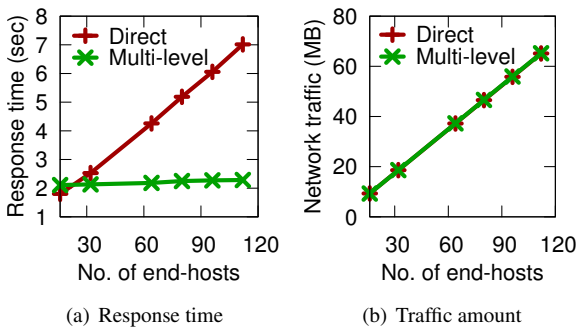 Response time (sec)
8
7
6
5
4
3
2
1
Direct
Multi-level
30
60
90
120
No. of end-hosts
(a) Response time
Network traffic (MB)
80
60
40
20
0
Direct
Multi-level
30
60
90
120
No. of end-hosts
(b) Traffic amount